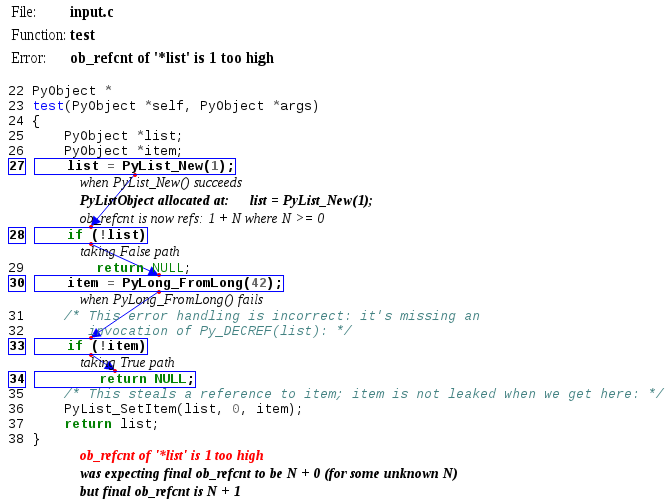 File: input.c
Function: test
Error: ob_refcnt of '*list' is 1 too high
22 PyObject *
23 test(PyObject *self, PyObject *args)
24 {
25 PyObject *list;
26 PyObject *item;
27 list = PyList_New(1);
when PyList_New() succeeds
PyListObject allocated at: list = PyList_New(1);
ob_refcnt is now refs: 1 + N where N >= 0
28 if (!list)
taking False path
29 return NULL;
30 item = PyLong_FromLong(42);
when PyLong_FromLong() fails
31 /* This error handling is incorrect: it's missing an
32 invocation of Py_DECREF(list): */
33 if (!item)
taking True path
34 return NULL;
35 /* This steals a reference to item; item is not leaked when we get here: */
36 PyList_SetItem(list, 0, item);
37 return list;
38 }
ob_refcnt of '*list' is 1 too high
was expecting final ob_refcnt to be N + 0 (for some unknown N)
but final ob_refcnt is N + 1